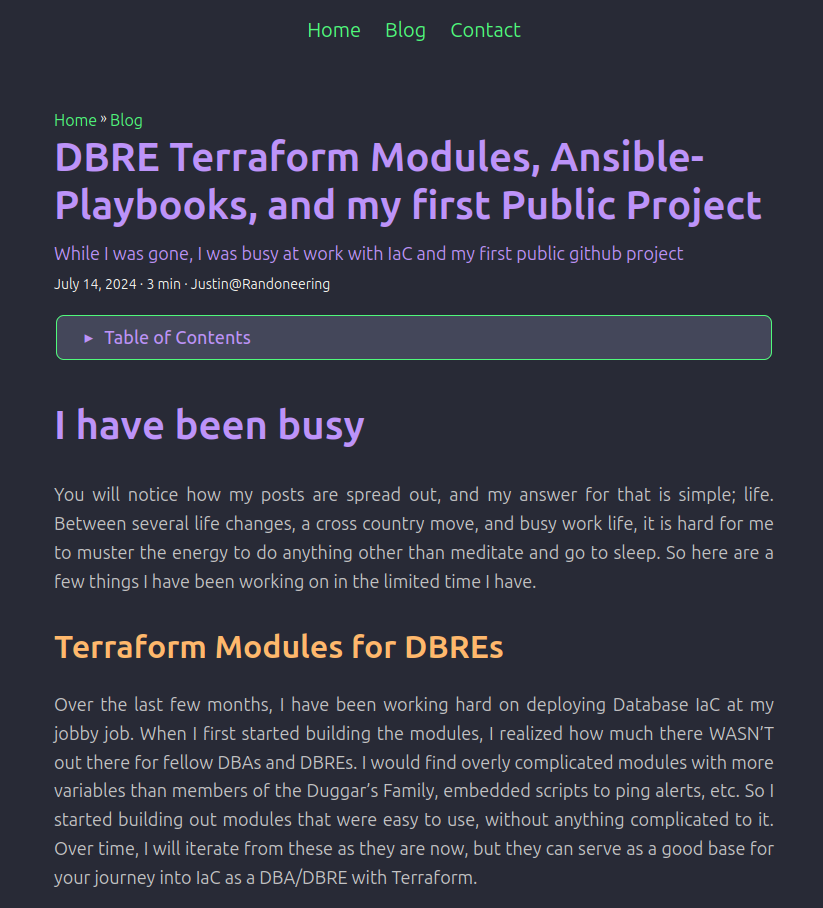 Home Blog Contact
Home » Blog
DBRE Terraform Modules, Ansible-
Playbooks, and my first Public Project
While I was gone, I was busy at work with IaC and my first public github project
July 14, 2024 · 3 min · Justin@Randoneering
▸ Table of Contents
I have been busy
You will notice how my posts are spread out, and my answer for that is simple; life.
Between several life changes, a cross country move, and busy work life, it is hard for me
to muster the energy to do anything other than meditate and go to sleep. So here are a
few things I have been working on in the limited time I have.
Terraform Modules for DBREs
Over the last few months, I have been working hard on deploying Database IaC at my
jobby job. When I first started building the modules, I realized how much there WASN’T
out there for fellow DBAs and DBREs. I would find overly complicated modules with more
variables than members of the Duggar’s Family, embedded scripts to ping alerts, etc. So I
started building out modules that were easy to use, without anything complicated to it.
Over time, I will iterate from these as they are now, but they can serve as a good base for
your journey into IaC as a DBA/DBRE with Terraform.